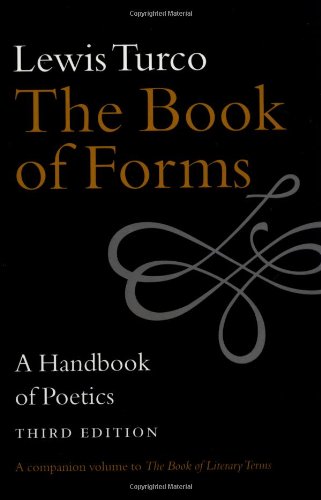 Lewis Turco
The Book
of Forms
A Handbook
of Poetics
THIRD EDITION
A companion volume to The Book of Literary Terms